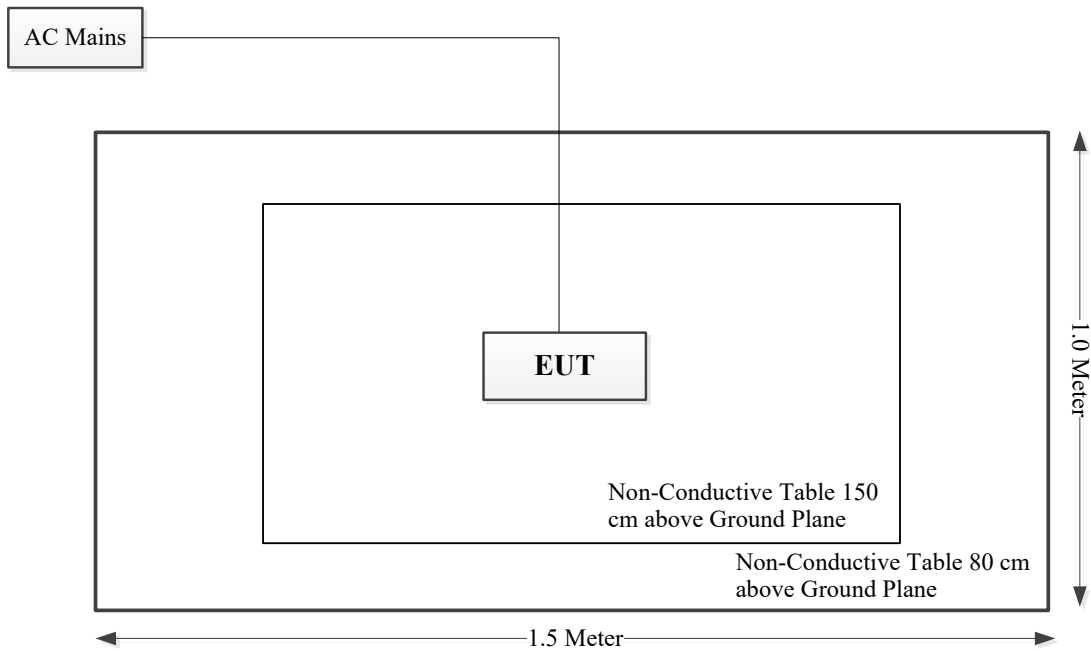 AC Mains
EUT
1.0 Meter
Non-Conductive Table 150
cm above Ground Plane
Non-Conductive Table 80 cm
above Ground Plane
1.5 Meter